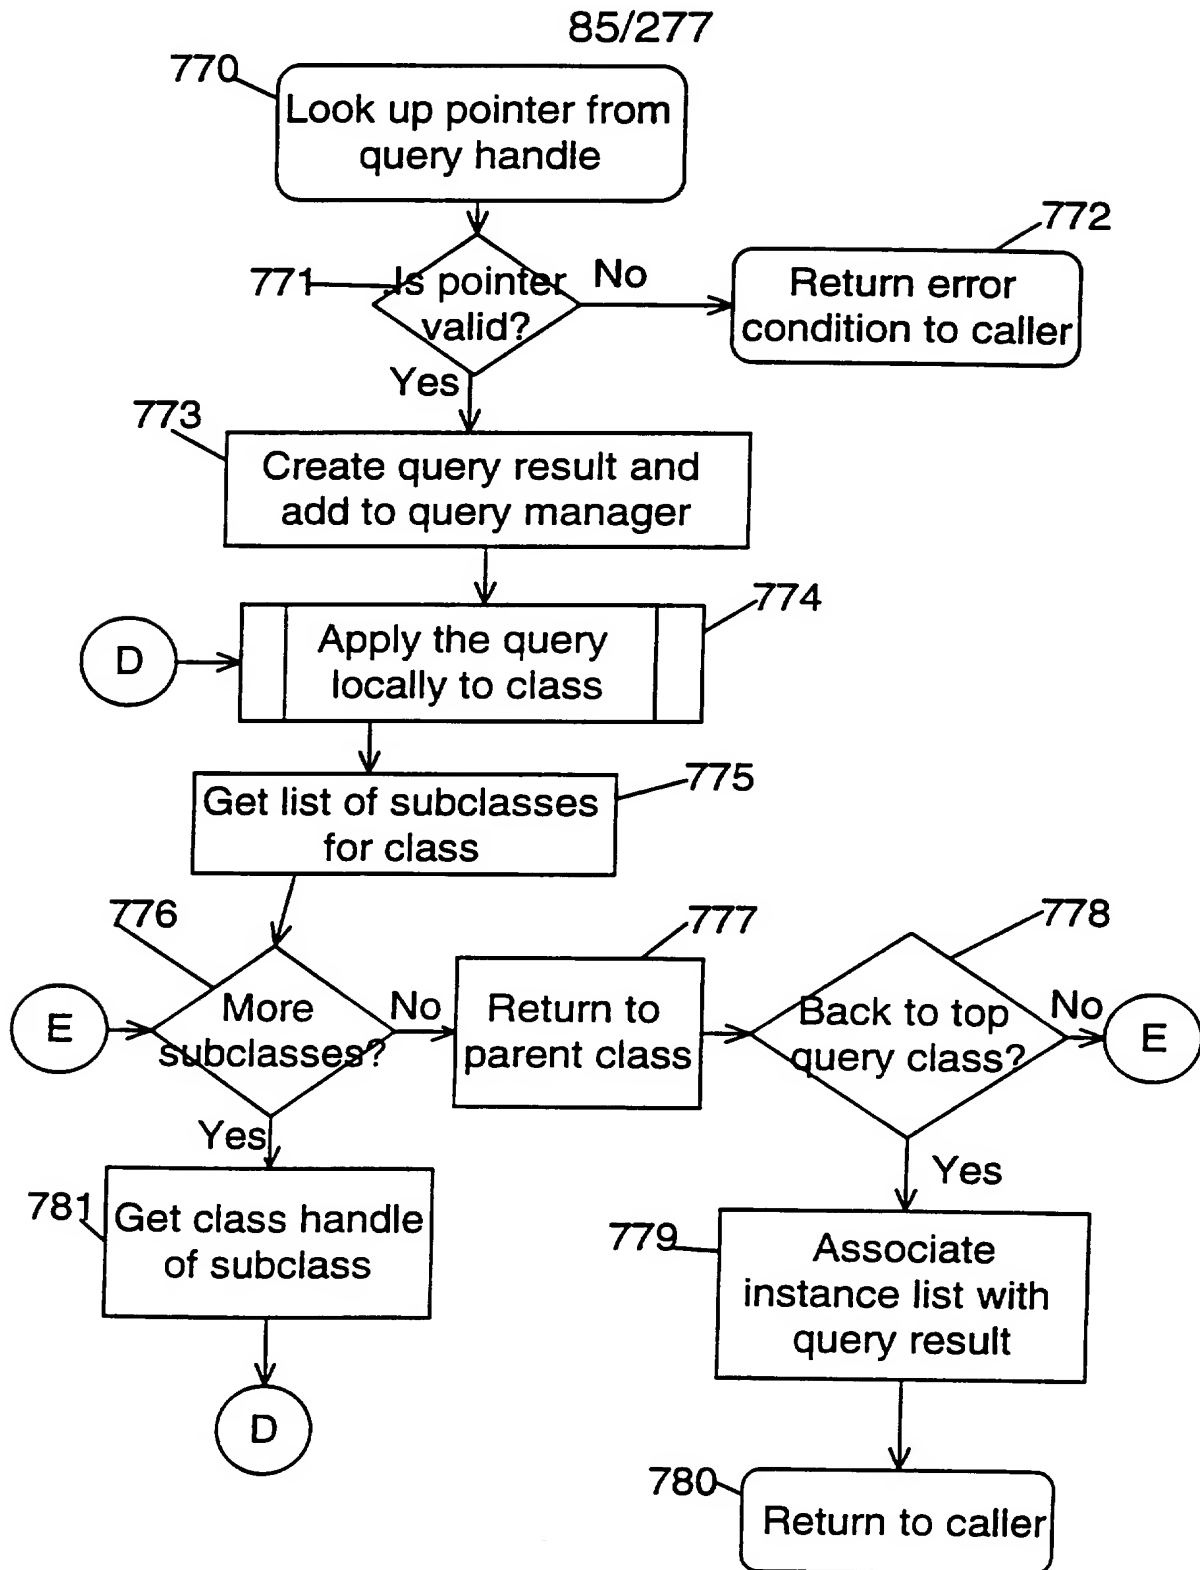 85/277
770
Look up pointer from
query handle
771
Is pointer
valid?
No
772
Return error
condition to caller
Yes
773
Create query result and
add to query manager
774
D
Apply the query
locally to class
775
Get list of subclasses
for class
776
E
More
subclasses?
No
777
Return to
parent class
778
Back to top
query class?
No
E
Yes
781
Get class handle
of subclass
D
Yes
779
Associate
instance list with
query result
780
Return to caller